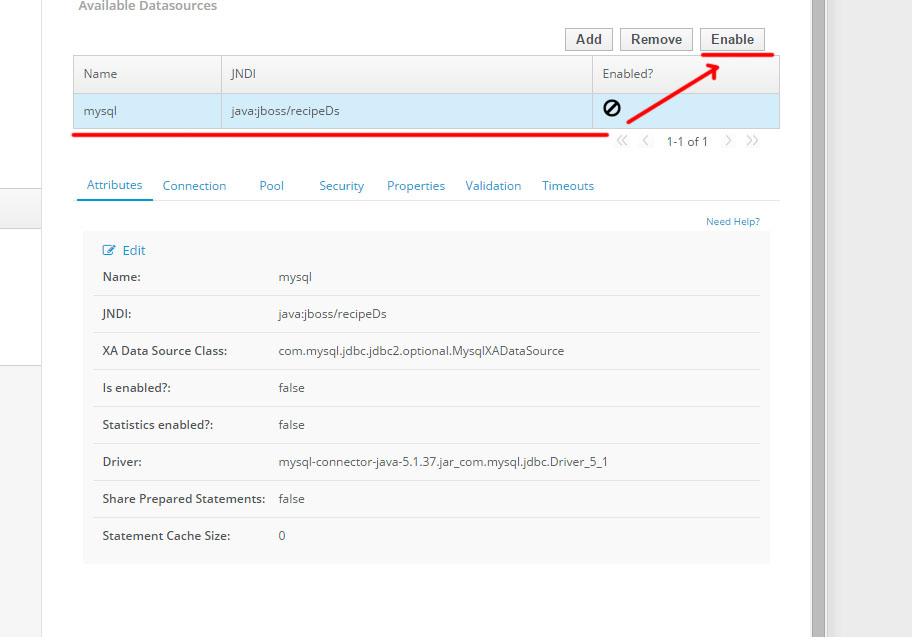 Available Datasources
Add Remove Enable
Name JNDI Enabled?
mysql java:jboss/recipeDs
1-1 of 1
Attributes Connection Pool Security Properties Validation Timeouts
Need Help?
Edit
Name: mysql
JNDI: java:jboss/recipeDs
XA Data Source Class: com.mysql.jdbc.jdbc2.optional.MysqlXADataSource
Is enabled?: false
Statistics enabled?: false
Driver: mysql-connector-java-5.1.37.jar_com.mysql.jdbc.Driver_5_1
Share Prepared Statements: false
Statement Cache Size: 0